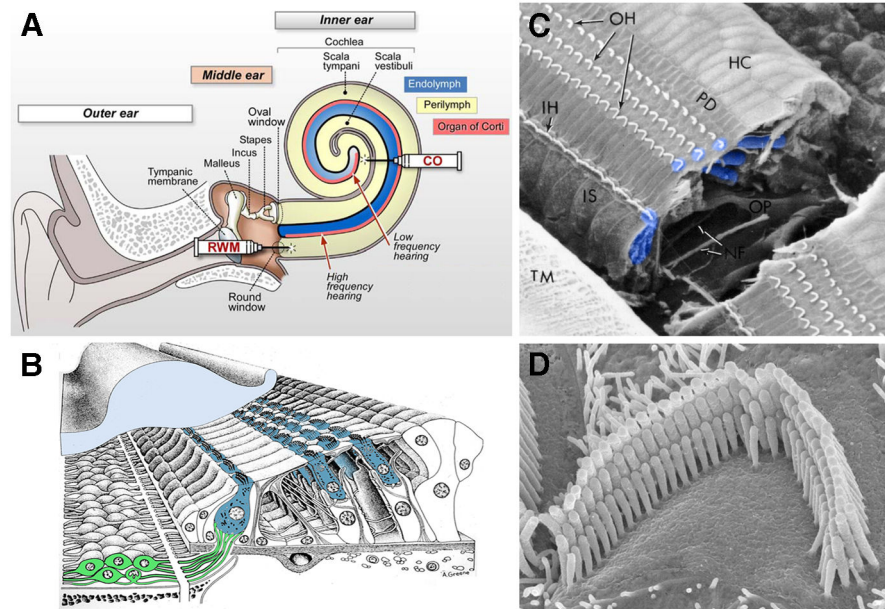 A
Inner ear
Cochlea
Scala
tympani
Scala
vestibuli
Middle ear
Endolymph
Perilymph
Organ of Corti
Outer ear
Oval
window
Stapes
Incus
Malleus
Tympanic
membrane
CO
RWM
Low
frequency
hearing
High
frequency
hearing
Round
window
B
A.Greene
C
OH
HC
PD
IH
IS
OP
NF
TM
D